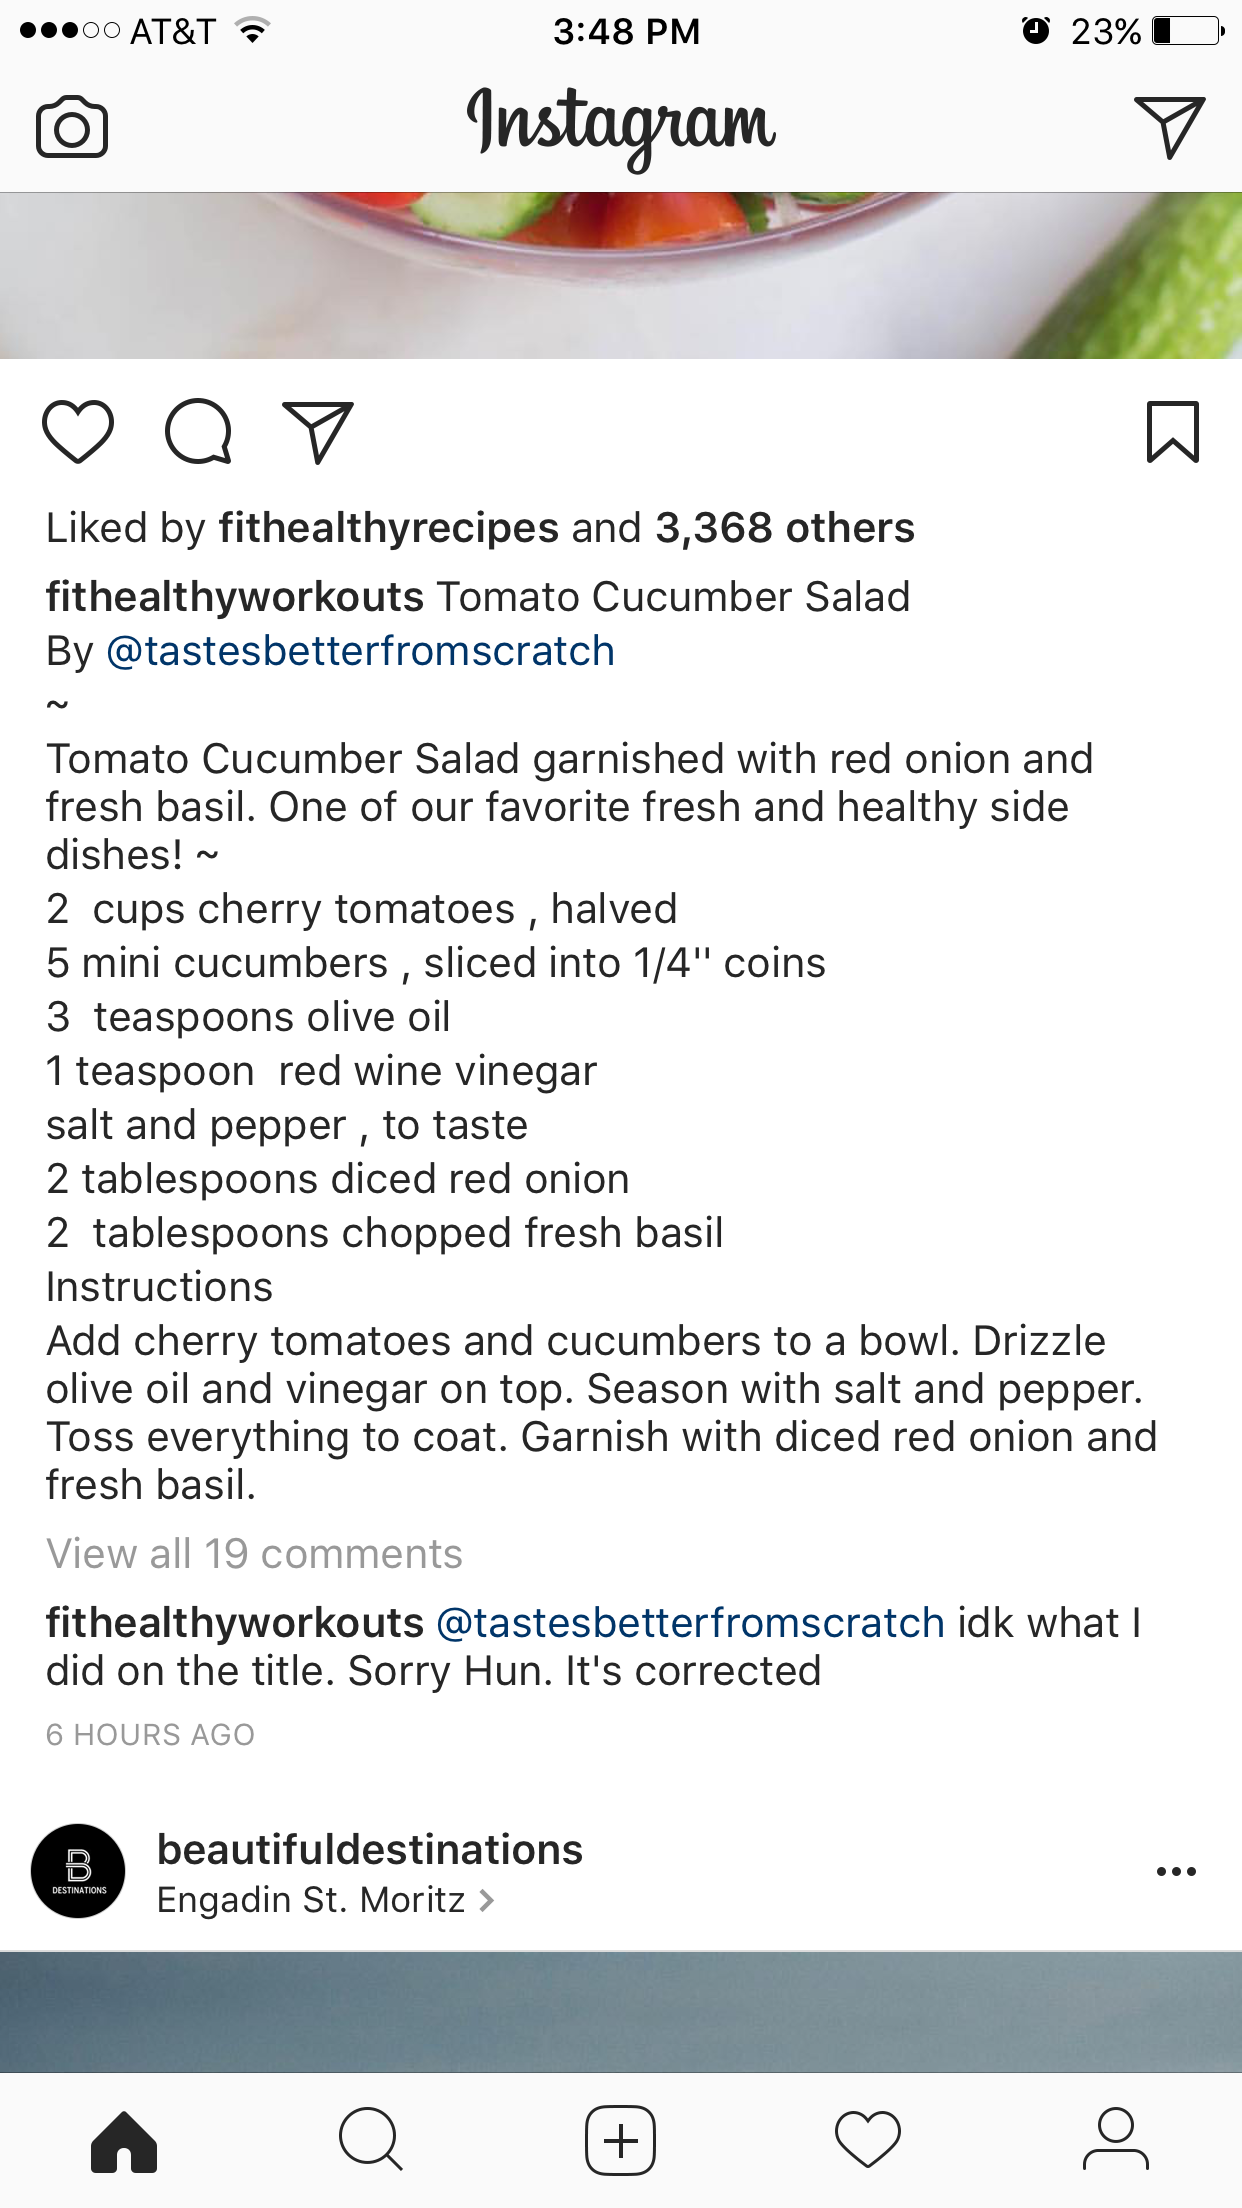 AT&T 3:48 PM 23%
Instagram
Liked by fithealthyrecipes and 3,368 others
fithealthyworkouts Tomato Cucumber Salad
By @tastesbetterfromscratch
~
Tomato Cucumber Salad garnished with red onion and
fresh basil. One of our favorite fresh and healthy side
dishes! ~
2  cups cherry tomatoes , halved
5 mini cucumbers , sliced into 1/4'' coins
3  teaspoons olive oil
1 teaspoon  red wine vinegar
salt and pepper , to taste
2 tablespoons diced red onion
2  tablespoons chopped fresh basil
Instructions
Add cherry tomatoes and cucumbers to a bowl. Drizzle
olive oil and vinegar on top. Season with salt and pepper.
Toss everything to coat. Garnish with diced red onion and
fresh basil.
View all 19 comments
fithealthyworkouts @tastesbetterfromscratch idk what I
did on the title. Sorry Hun. It's corrected
6 HOURS AGO
B
DESTINATIONS
beautifuldestinations
Engadin St. Moritz >